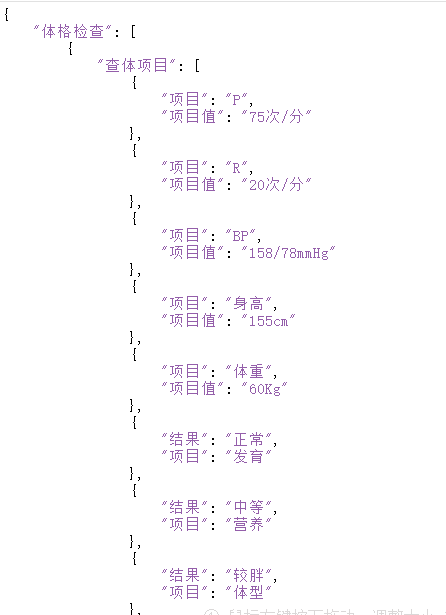 {
"体格检查": [
{
"查体项目": [
{
"项目": "P",
"项目值": "75次/分"
},
{
"项目": "R",
"项目值": "20次/分"
},
{
"项目": "BP",
"项目值": "158/78mmHg"
},
{
"项目": "身高",
"项目值": "155cm"
},
{
"项目": "体重",
"项目值": "60Kg"
},
{
"结果": "正常",
"项目": "发育"
},
{
"结果": "中等",
"项目": "营养"
},
{
"结果": "较胖",
"项目": "体型"
},